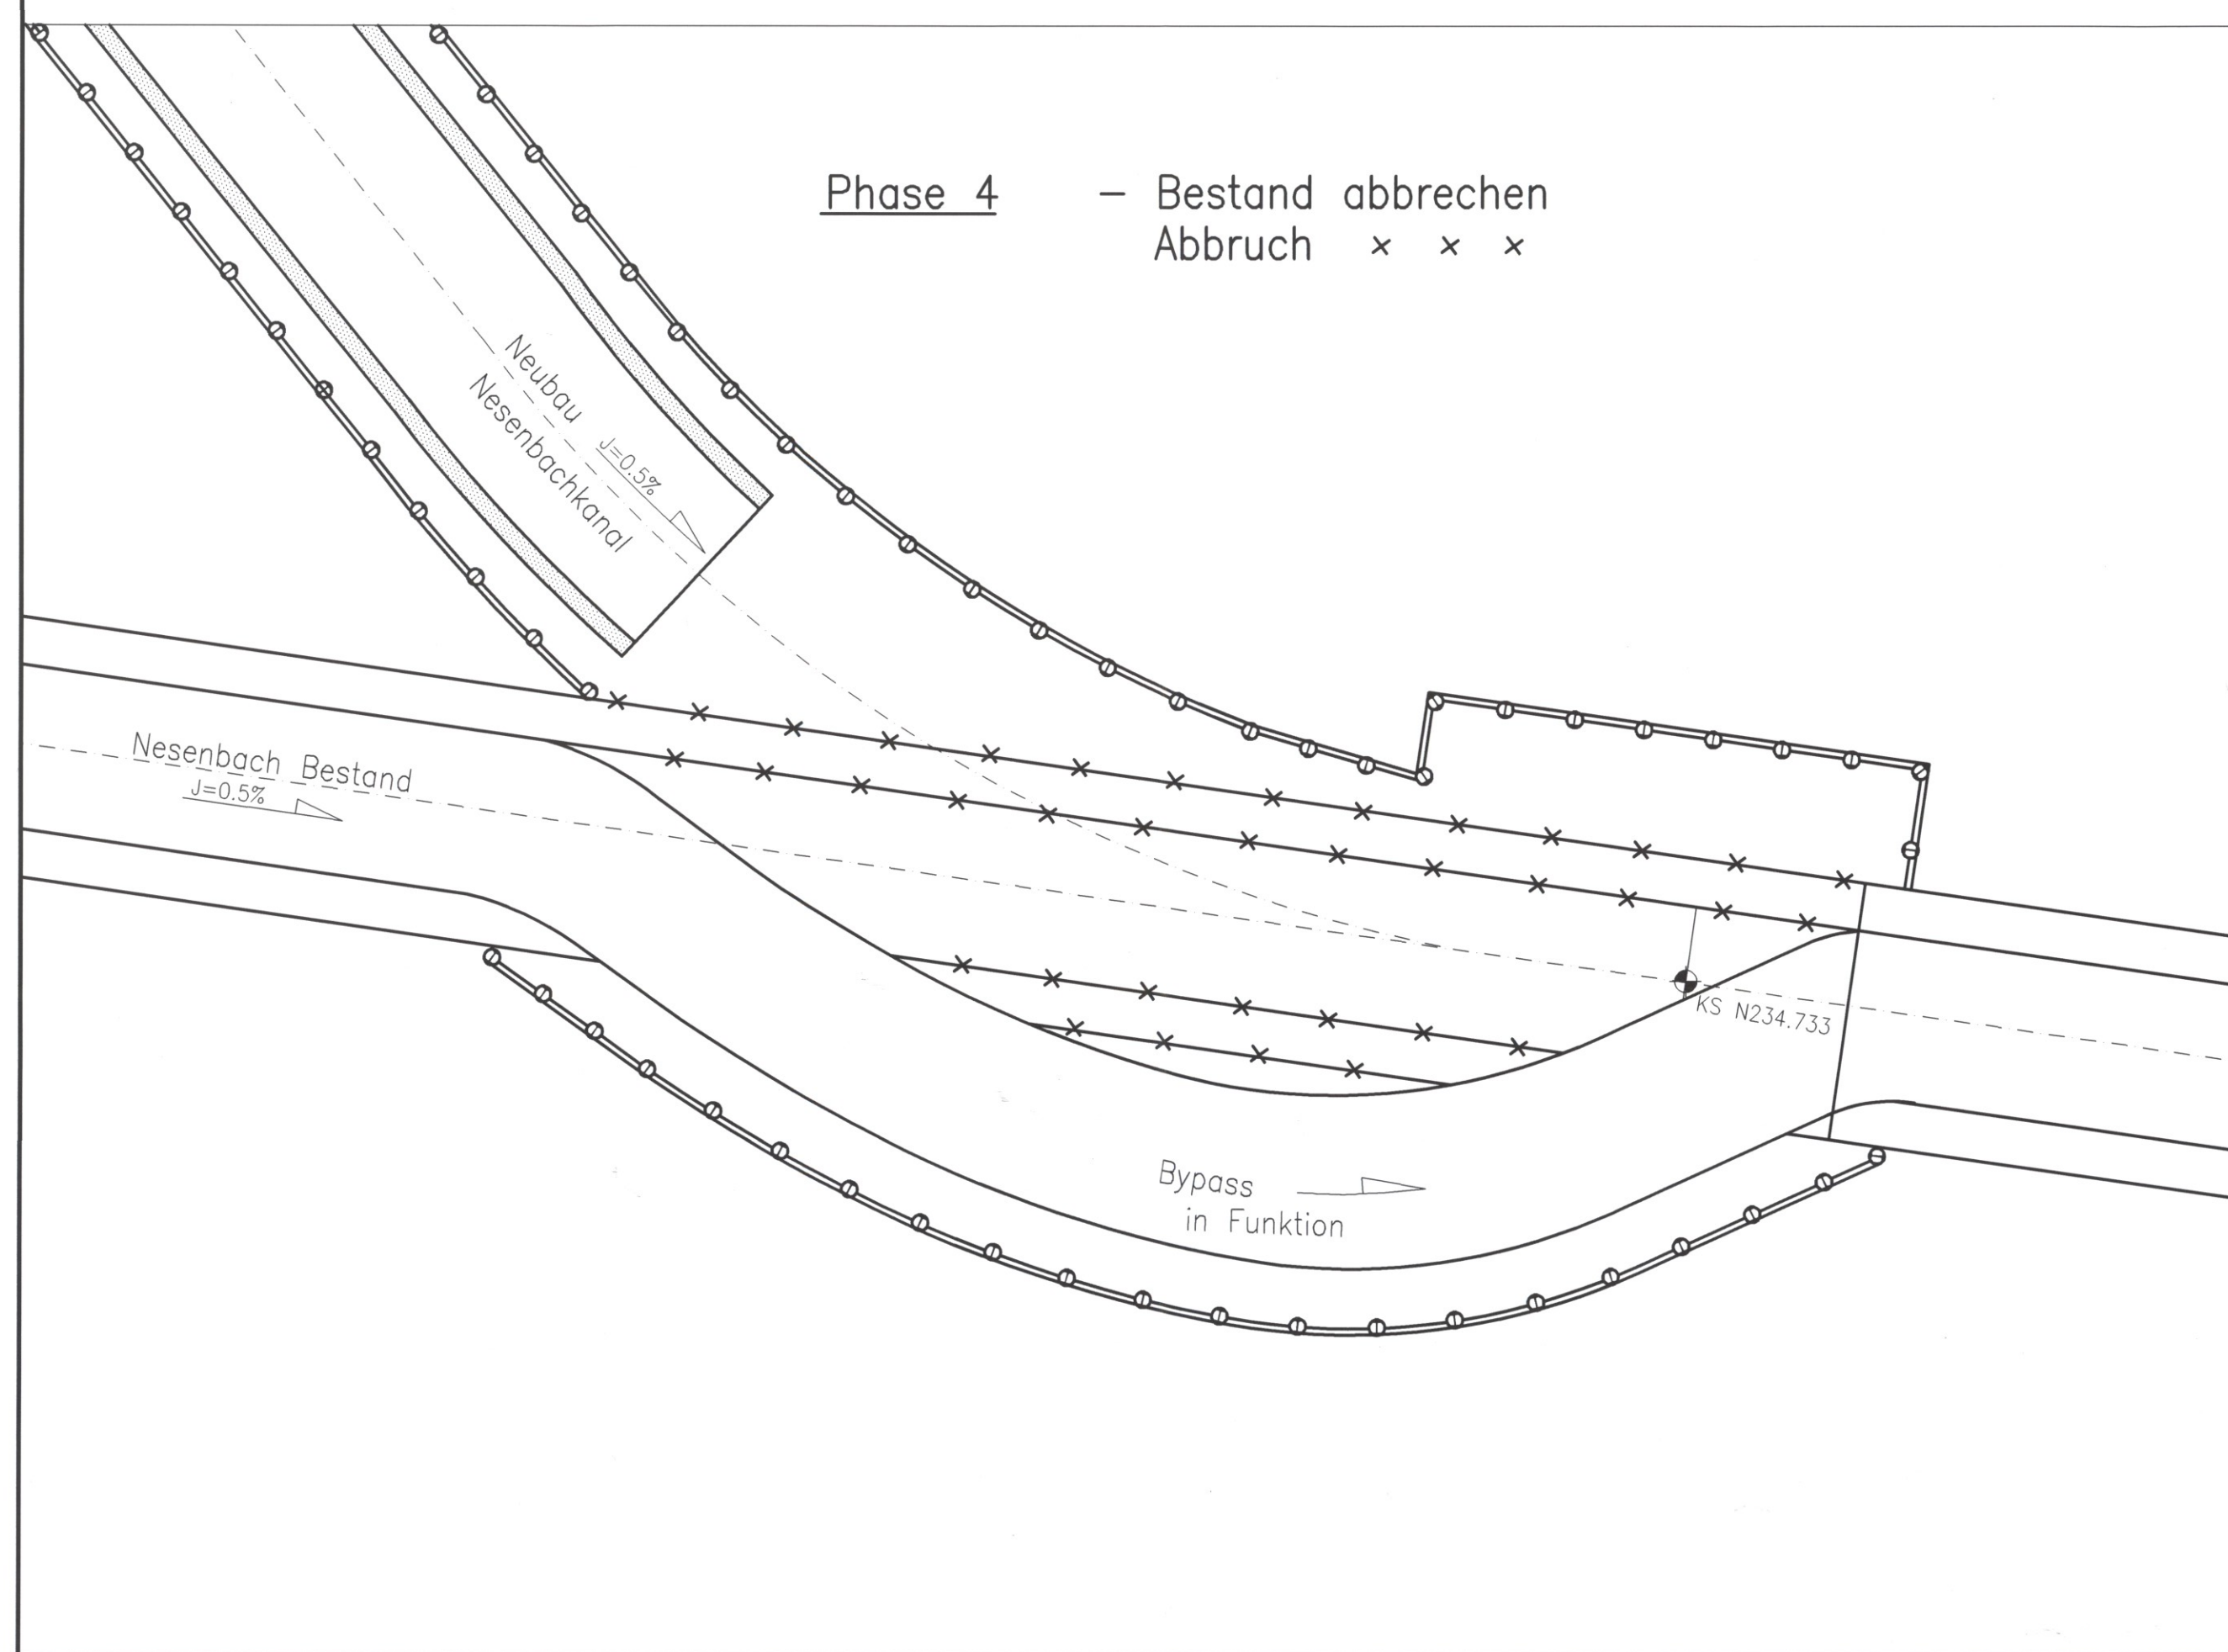 Phase 4 – Bestand abbrechen
Abbruch x x x
Neubau
Nesenbachkanal
J=0.5%
Nesenbach Bestand
J=0.5%
KS N234.733
Bypass
in Funktion